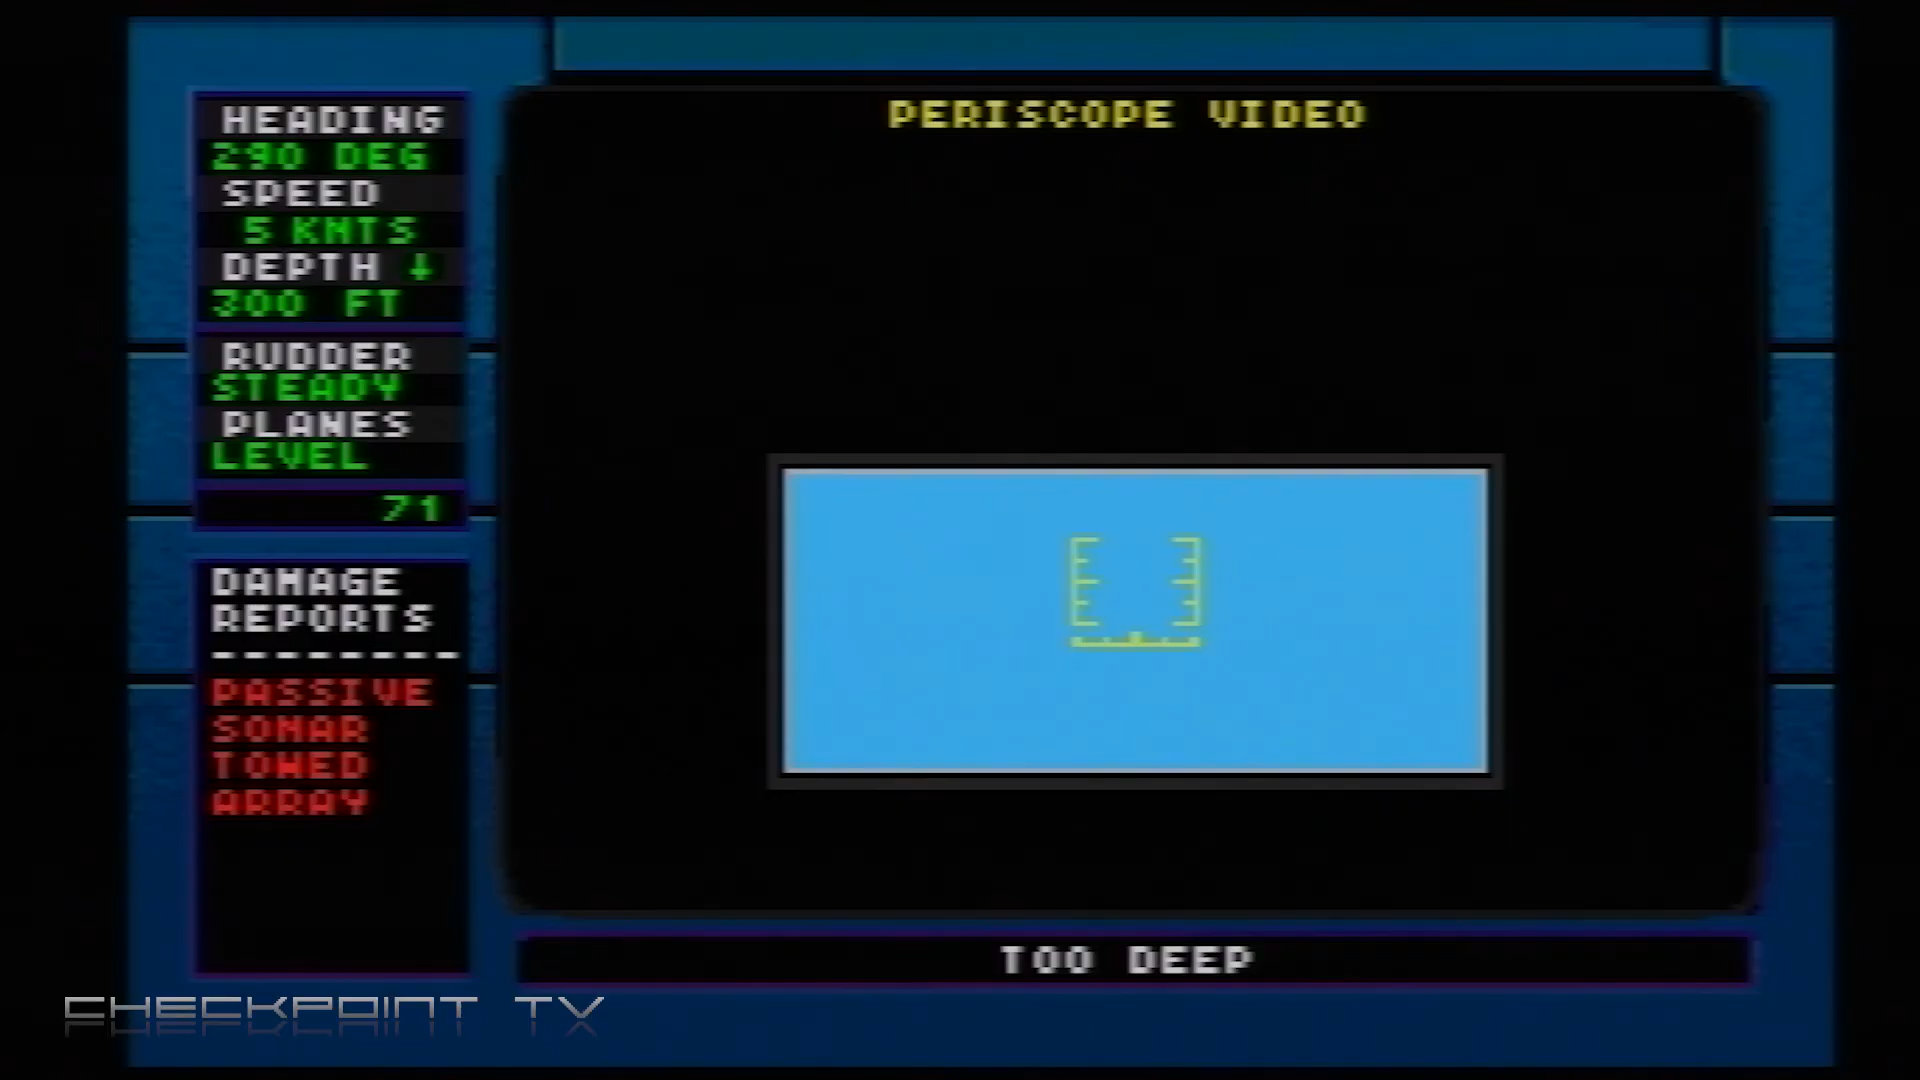 PERISCOPE VIDEO
HEADING
290 DEG
SPEED
5 KNTS
DEPTH ↓
300 FT
RUDDER
STEADY
PLANES
LEVEL
71
DAMAGE
REPORTS
--------
PASSIVE
SONAR
TOWED
ARRAY
TOO DEEP
CHECKPOINT TV